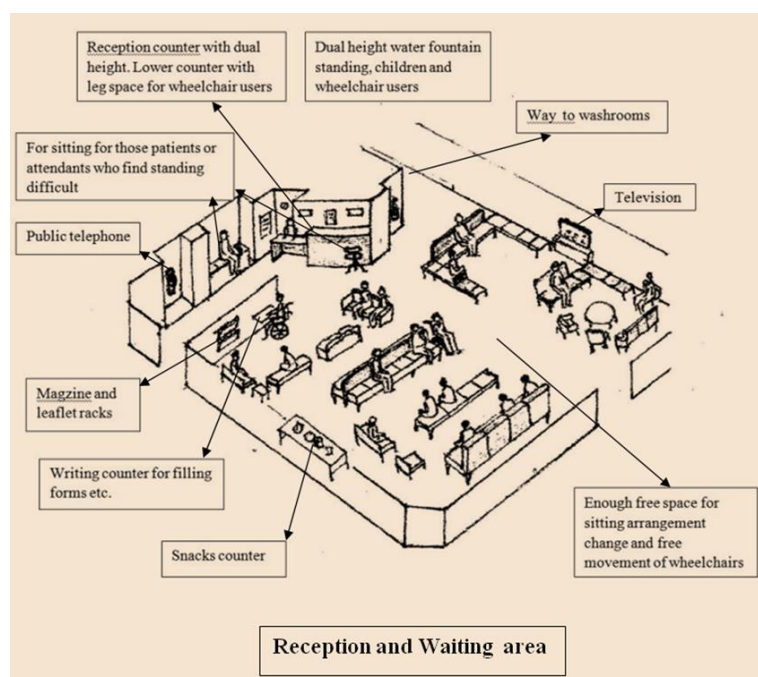 Reception counter with dual
height. Lower counter with
leg space for wheelchair users
Dual height water fountain
standing, children and
wheelchair users
Way to washrooms
For sitting for those patients or
attendants who find standing
difficult
Television
Public telephone
Magzine and
leaflet racks
Writing counter for filling
forms etc.
Snacks counter
Enough free space for
sitting arrangement
change and free
movement of wheelchairs
Reception and Waiting area